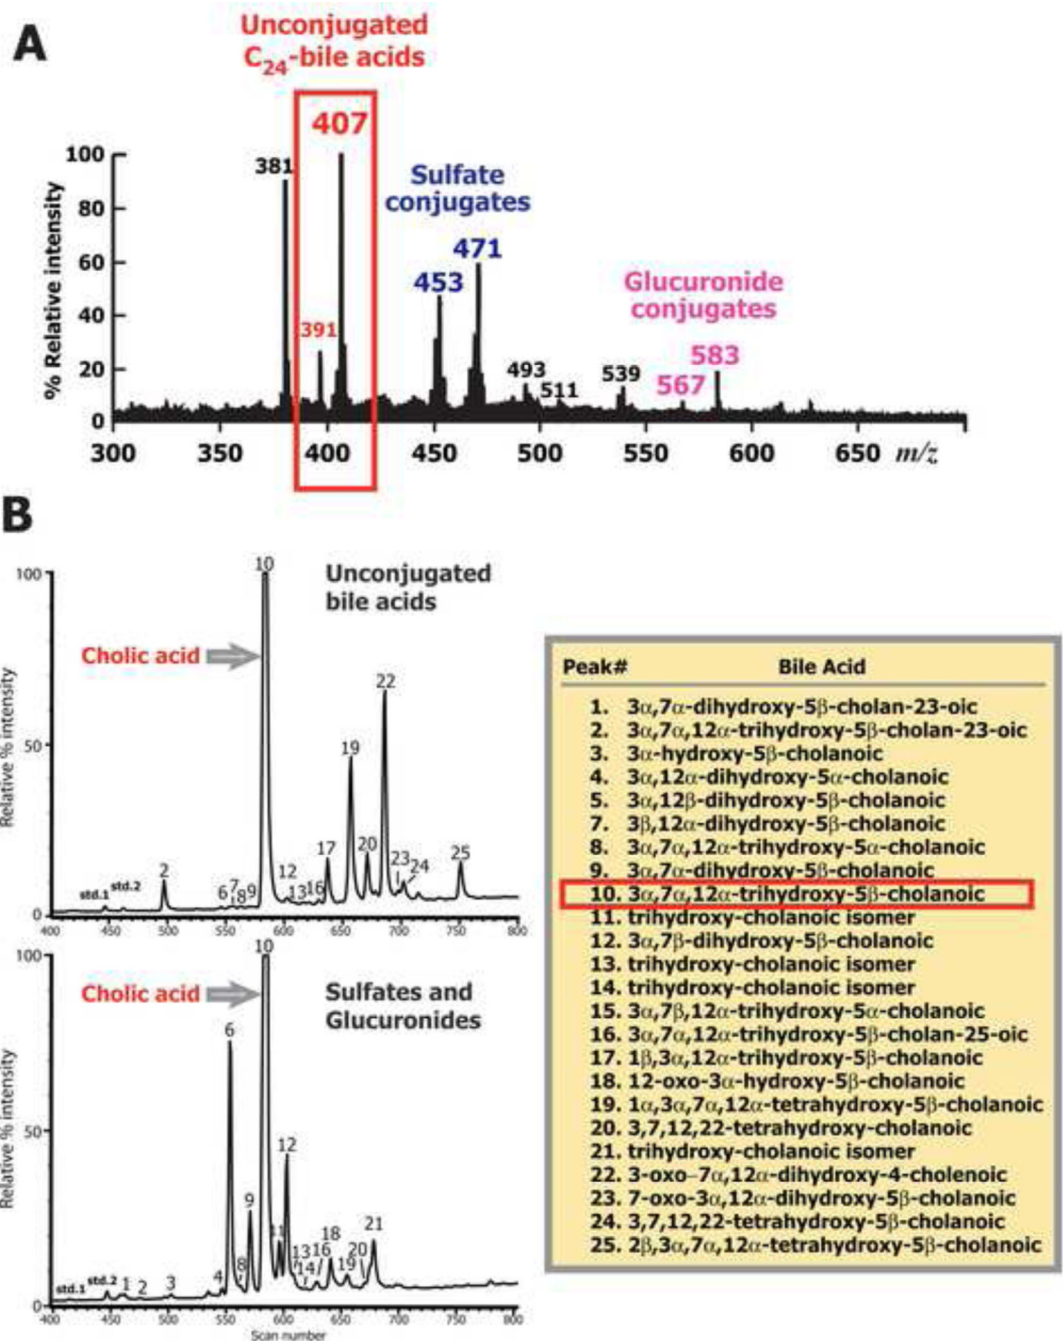 A
Unconjugated
C24-bile acids
407
381
391
Sulfate
conjugates
453
471
Glucuronide
conjugates
493
511
539
567
583
% Relative intensity
100
80
60
40
20
0
300 350 400 450 500 550 600 650 m/z
B
Unconjugated
bile acids
Cholic acid
Relative % intensity
100
50
0
std.1 std.2 2 6 7 8 9 10 12 13 16 17 19 20 22 23 24 25
400 450 500 550 600 650 700 750 800
Sulfates and
Glucuronides
Cholic acid
Relative % intensity
100
50
0
std.1 std.2 1 2 3 4 6 8 9 10 11 12 13 14 16 18 19 20 21
400 450 500 550 600 650 700 750 800
Scan number
Peak# Bile Acid
1. 3α,7α-dihydroxy-5β-cholan-23-oic
2. 3α,7α,12α-trihydroxy-5β-cholan-23-oic
3. 3α-hydroxy-5β-cholanoic
4. 3α,12α-dihydroxy-5α-cholanoic
5. 3α,12β-dihydroxy-5β-cholanoic
7. 3β,12α-dihydroxy-5β-cholanoic
8. 3α,7α,12α-trihydroxy-5α-cholanoic
9. 3α,7α-dihydroxy-5β-cholanoic
10. 3α,7α,12α-trihydroxy-5β-cholanoic
11. trihydroxy-cholanoic isomer
12. 3α,7β-dihydroxy-5β-cholanoic
13. trihydroxy-cholanoic isomer
14. trihydroxy-cholanoic isomer
15. 3α,7β,12α-trihydroxy-5α-cholanoic
16. 3α,7α,12α-trihydroxy-5β-cholan-25-oic
17. 1β,3α,12α-trihydroxy-5β-cholanoic
18. 12-oxo-3α-hydroxy-5β-cholanoic
19. 1α,3α,7α,12α-tetrahydroxy-5β-cholanoic
20. 3,7,12,22-tetrahydroxy-cholanoic
21. trihydroxy-cholanoic isomer
22. 3-oxo-7α,12α-dihydroxy-4-cholenoic
23. 7-oxo-3α,12α-dihydroxy-5β-cholanoic
24. 3,7,12,22-tetrahydroxy-5β-cholanoic
25. 2β,3α,7α,12α-tetrahydroxy-5β-cholanoic